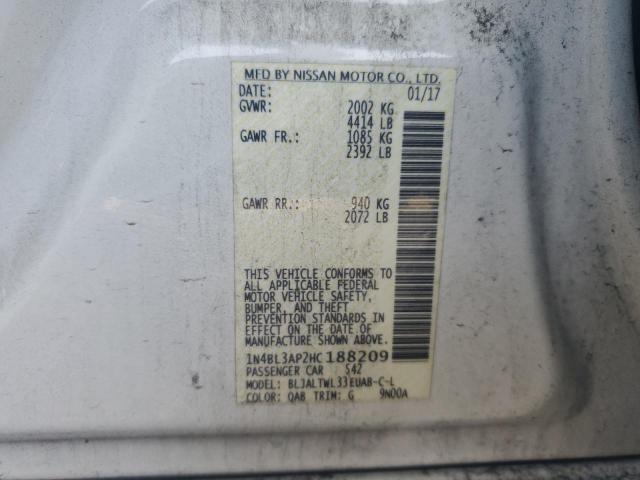 MFD BY NISSAN MOTOR CO., LTD.
DATE: 01/17
GVWR: 2002 KG
4414 LB
GAWR FR.: 1085 KG
2392 LB
GAWR RR.: 940 KG
2072 LB
THIS VEHICLE CONFORMS TO
ALL APPLICABLE FEDERAL
MOTOR VEHICLE SAFETY,
BUMPER, AND THEFT
PREVENTION STANDARDS IN
EFFECT ON THE DATE OF
MANUFACTURE SHOWN ABOVE.
1N4BL3AP2HC188209
PASSENGER CAR S42
MODEL: BLJALTWL33EUAB-C-L
COLOR: QAB TRIM: G 9N00A